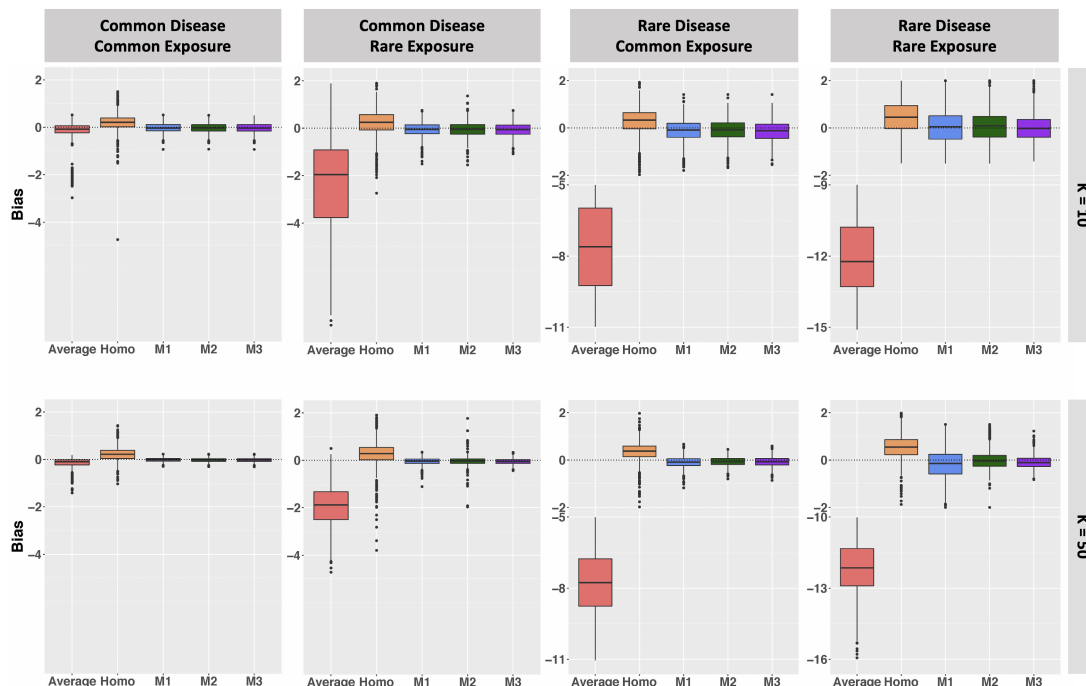 Common Disease
Common Exposure
Common Disease
Rare Exposure
Rare Disease
Common Exposure
Rare Disease
Rare Exposure
Bias
2
0
−2
−4
Average Homo M1 M2 M3
2
0
−2
−4
Average Homo M1 M2 M3
2
0
−2
−5
−8
−11
Average Homo M1 M2 M3
2
0
−2
−9
−12
−15
Average Homo M1 M2 M3
K = 10
Bias
2
0
−2
−4
Average Homo M1 M2 M3
2
0
−2
−4
Average Homo M1 M2 M3
2
0
−2
−5
−8
−11
Average Homo M1 M2 M3
2
0
−2
−10
−13
−16
Average Homo M1 M2 M3
K = 50